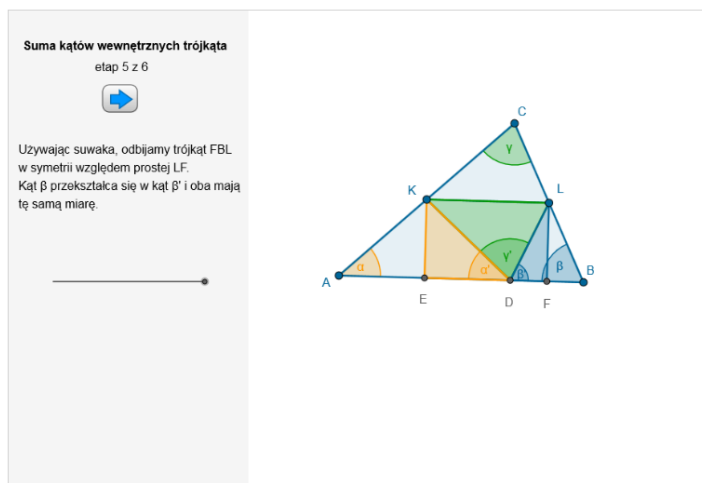 Suma kątów wewnętrznych trójkąta
etap 5 z 6
Używając suwaka, odbijamy trójkąt FBL
w symetrii względem prostej LF.
Kąt β przekształca się w kąt β' i oba mają
tę samą miarę.
C
γ
K
L
α
α'
γ'
β'
β
A
B
E
D
F